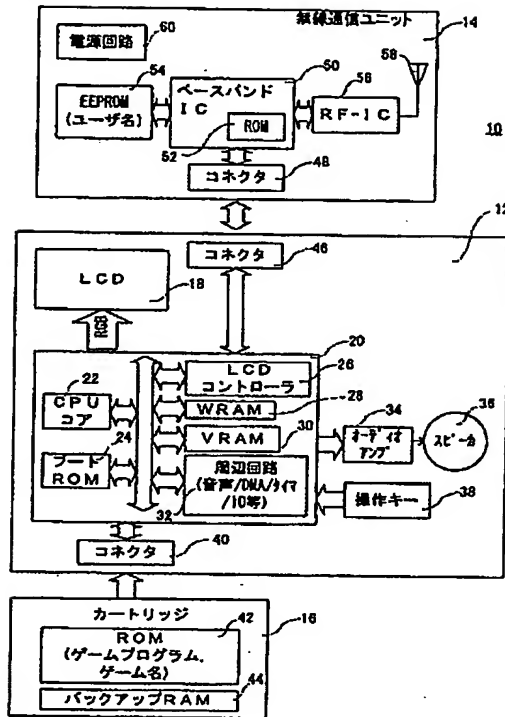 無線通信ユニット
14
電源回路
60
54
EEPROM
(ユーザ名)
50
ベースバンド
IC
52
ROM
56
RF-IC
58
10
コネクタ
48
12
コネクタ
46
LCD
18
RGB
20
22
CPU
コア
24
ブート
ROM
LCD
コントローラ
26
WRAM
28
VRAM
30
周辺回路
(音声/DMA/タイマ
/IO等)
32
34
オーディオ
アンプ
36
スピーカ
操作キー
38
コネクタ
40
カートリッジ
16
ROM
(ゲームプログラム、
ゲーム名)
42
バックアップRAM
44